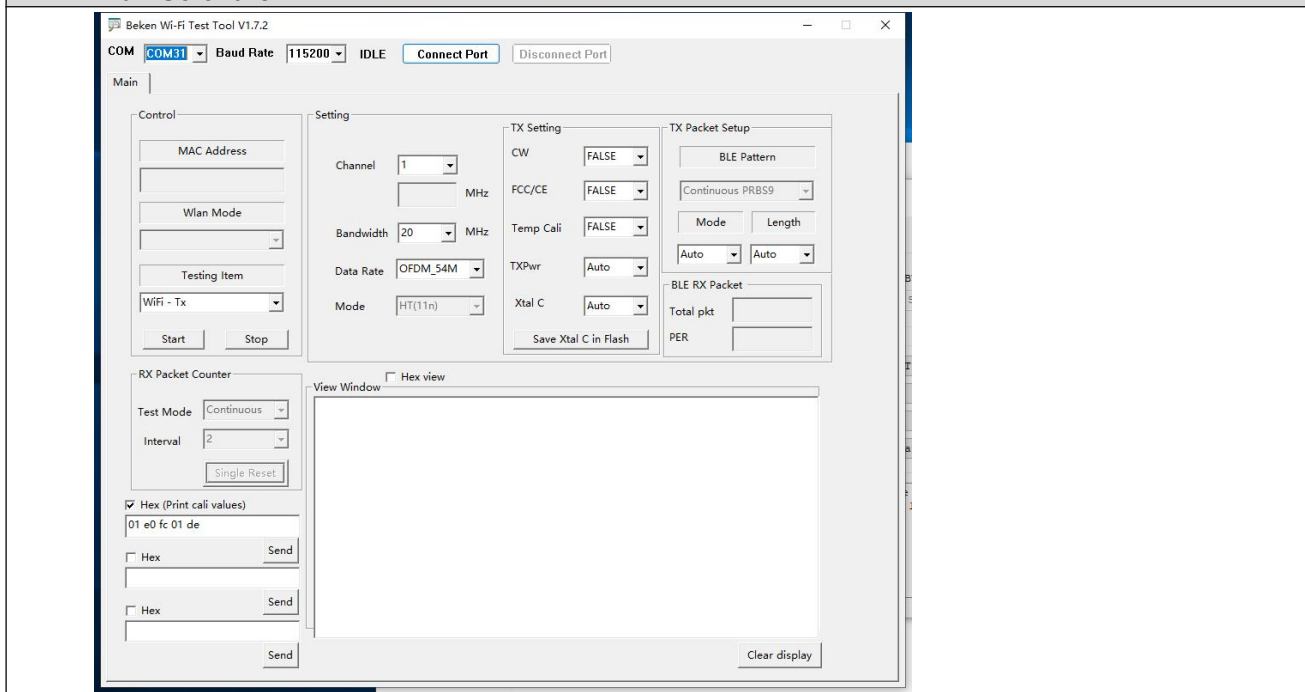 Beken Wi-Fi Test Tool V1.7.2
COM COM31 Baud Rate 115200 IDLE Connect Port Disconnect Port
Main
Control
MAC Address
Wlan Mode
Testing Item
WiFi - Tx
Start Stop
Setting
Channel 1
MHz
Bandwidth 20 MHz
Data Rate OFDM_54M
Mode HT(11n)
TX Setting
CW FALSE
FCC/CE FALSE
Temp Cali FALSE
TXPwr Auto
Xtal C Auto
Save Xtal C in Flash
TX Packet Setup
BLE Pattern
Continuous PRBS9
Mode Length
Auto Auto
BLE RX Packet
Total pkt
PER
RX Packet Counter
Test Mode Continuous
Interval 2
Single Reset
Hex (Print cali values)
01 e0 fc 01 de
Send
Hex
Send
Hex
Send
Hex view
View Window
Clear display